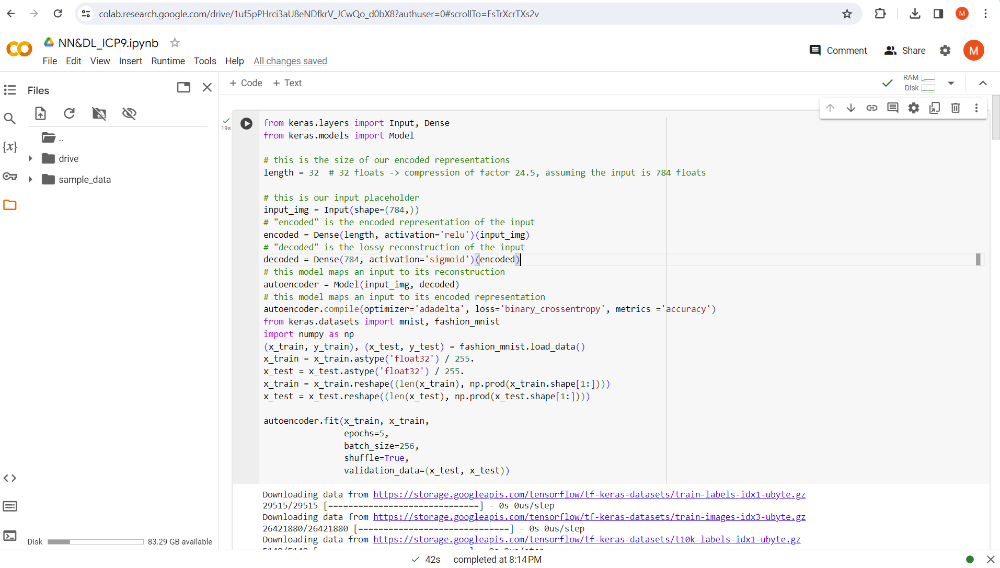 colab.research.google.com/drive/1uf5pPHrci3aU8eNDfkrV_JCwQo_d0bX8?authuser=0#scrollTo=FsTrXcrTXs2v
M
NN&DL_ICP9.ipynb
File Edit View Insert Runtime Tools Help All changes saved
Comment Share M
Files
+ Code + Text
RAM
Disk
..
drive
sample_data
{x}
19s
from keras.layers import Input, Dense
from keras.models import Model
# this is the size of our encoded representations
length = 32  # 32 floats -> compression of factor 24.5, assuming the input is 784 floats
# this is our input placeholder
input_img = Input(shape=(784,))
# "encoded" is the encoded representation of the input
encoded = Dense(length, activation='relu')(input_img)
# "decoded" is the lossy reconstruction of the input
decoded = Dense(784, activation='sigmoid')(encoded)
# this model maps an input to its reconstruction
autoencoder = Model(input_img, decoded)
# this model maps an input to its encoded representation
autoencoder.compile(optimizer='adadelta', loss='binary_crossentropy', metrics ='accuracy')
from keras.datasets import mnist, fashion_mnist
import numpy as np
(x_train, y_train), (x_test, y_test) = fashion_mnist.load_data()
x_train = x_train.astype('float32') / 255.
x_test = x_test.astype('float32') / 255.
x_train = x_train.reshape((len(x_train), np.prod(x_train.shape[1:])))
x_test = x_test.reshape((len(x_test), np.prod(x_test.shape[1:])))
autoencoder.fit(x_train, x_train,
epochs=5,
batch_size=256,
shuffle=True,
validation_data=(x_test, x_test))
Downloading data from https://storage.googleapis.com/tensorflow/tf-keras-datasets/train-labels-idx1-ubyte.gz
29515/29515 [==============================] - 0s 0us/step
Downloading data from https://storage.googleapis.com/tensorflow/tf-keras-datasets/train-images-idx3-ubyte.gz
26421880/26421880 [==============================] - 0s 0us/step
Downloading data from https://storage.googleapis.com/tensorflow/tf-keras-datasets/t10k-labels-idx1-ubyte.gz
Disk 83.29 GB available
42s completed at 8:14 PM